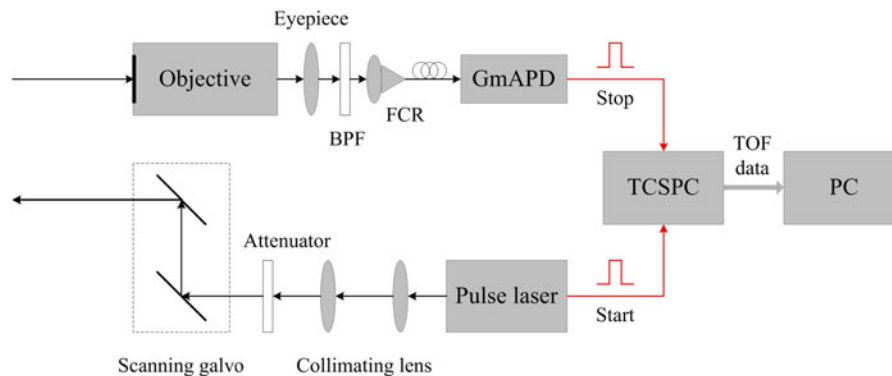 Eyepiece
Objective
GmAPD
BPF
FCR
Stop
TOF
data
TCSPC
PC
Attenuator
Pulse laser
Start
Scanning galvo
Collimating lens